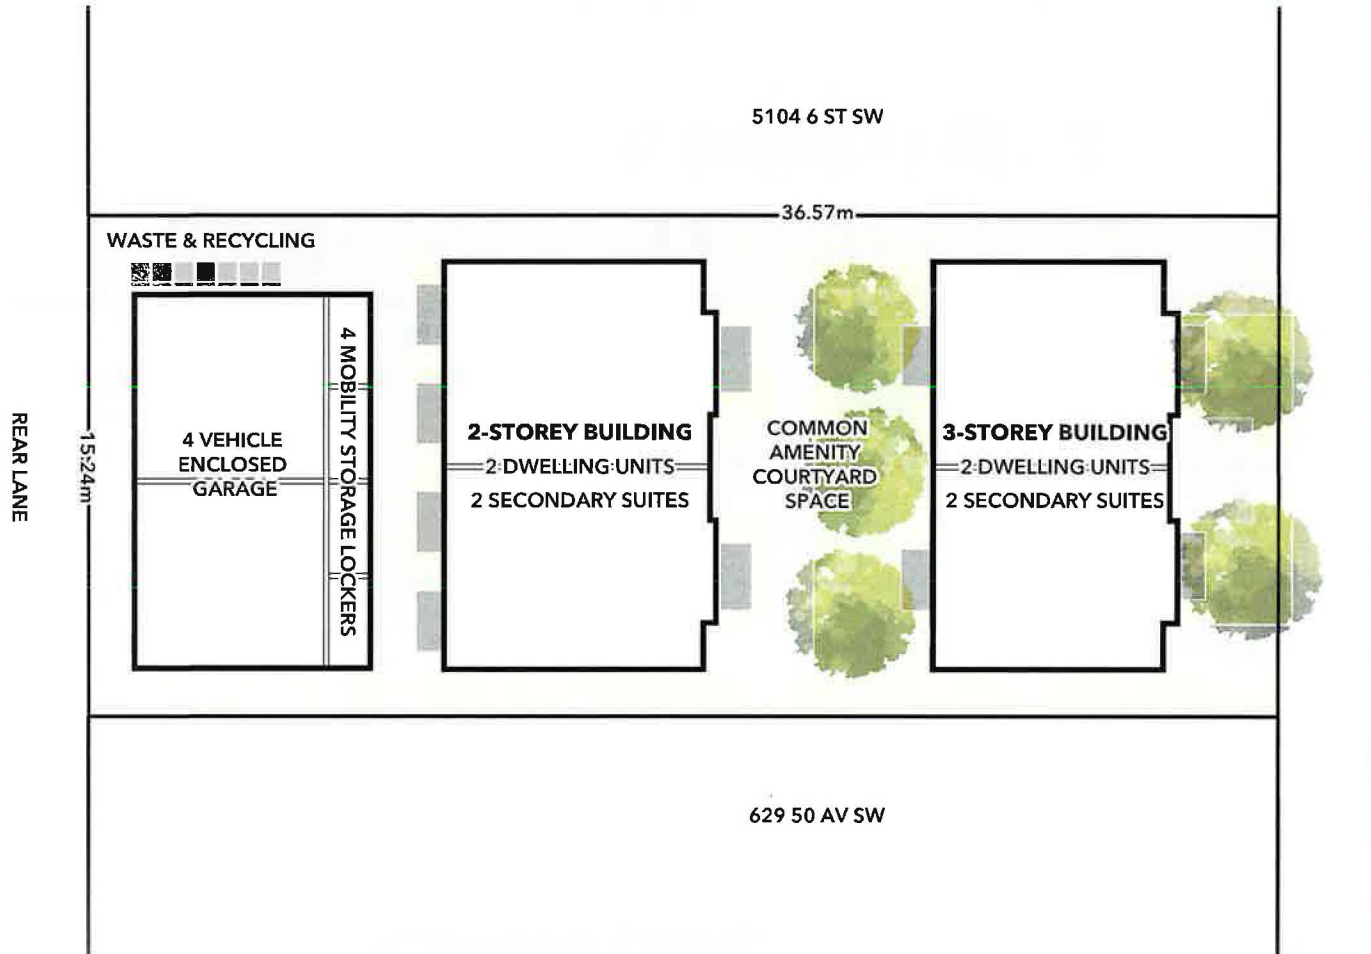 5104 6 ST SW
36.57m
WASTE & RECYCLING
REAR LANE
15.24m
4 VEHICLE
ENCLOSED
GARAGE
4 MOBILITY STORAGE LOCKERS
2-STOREY BUILDING
2 DWELLING UNITS
2 SECONDARY SUITES
COMMON
AMENITY
COURTYARD
SPACE
3-STOREY BUILDING
2 DWELLING UNITS
2 SECONDARY SUITES
629 50 AV SW